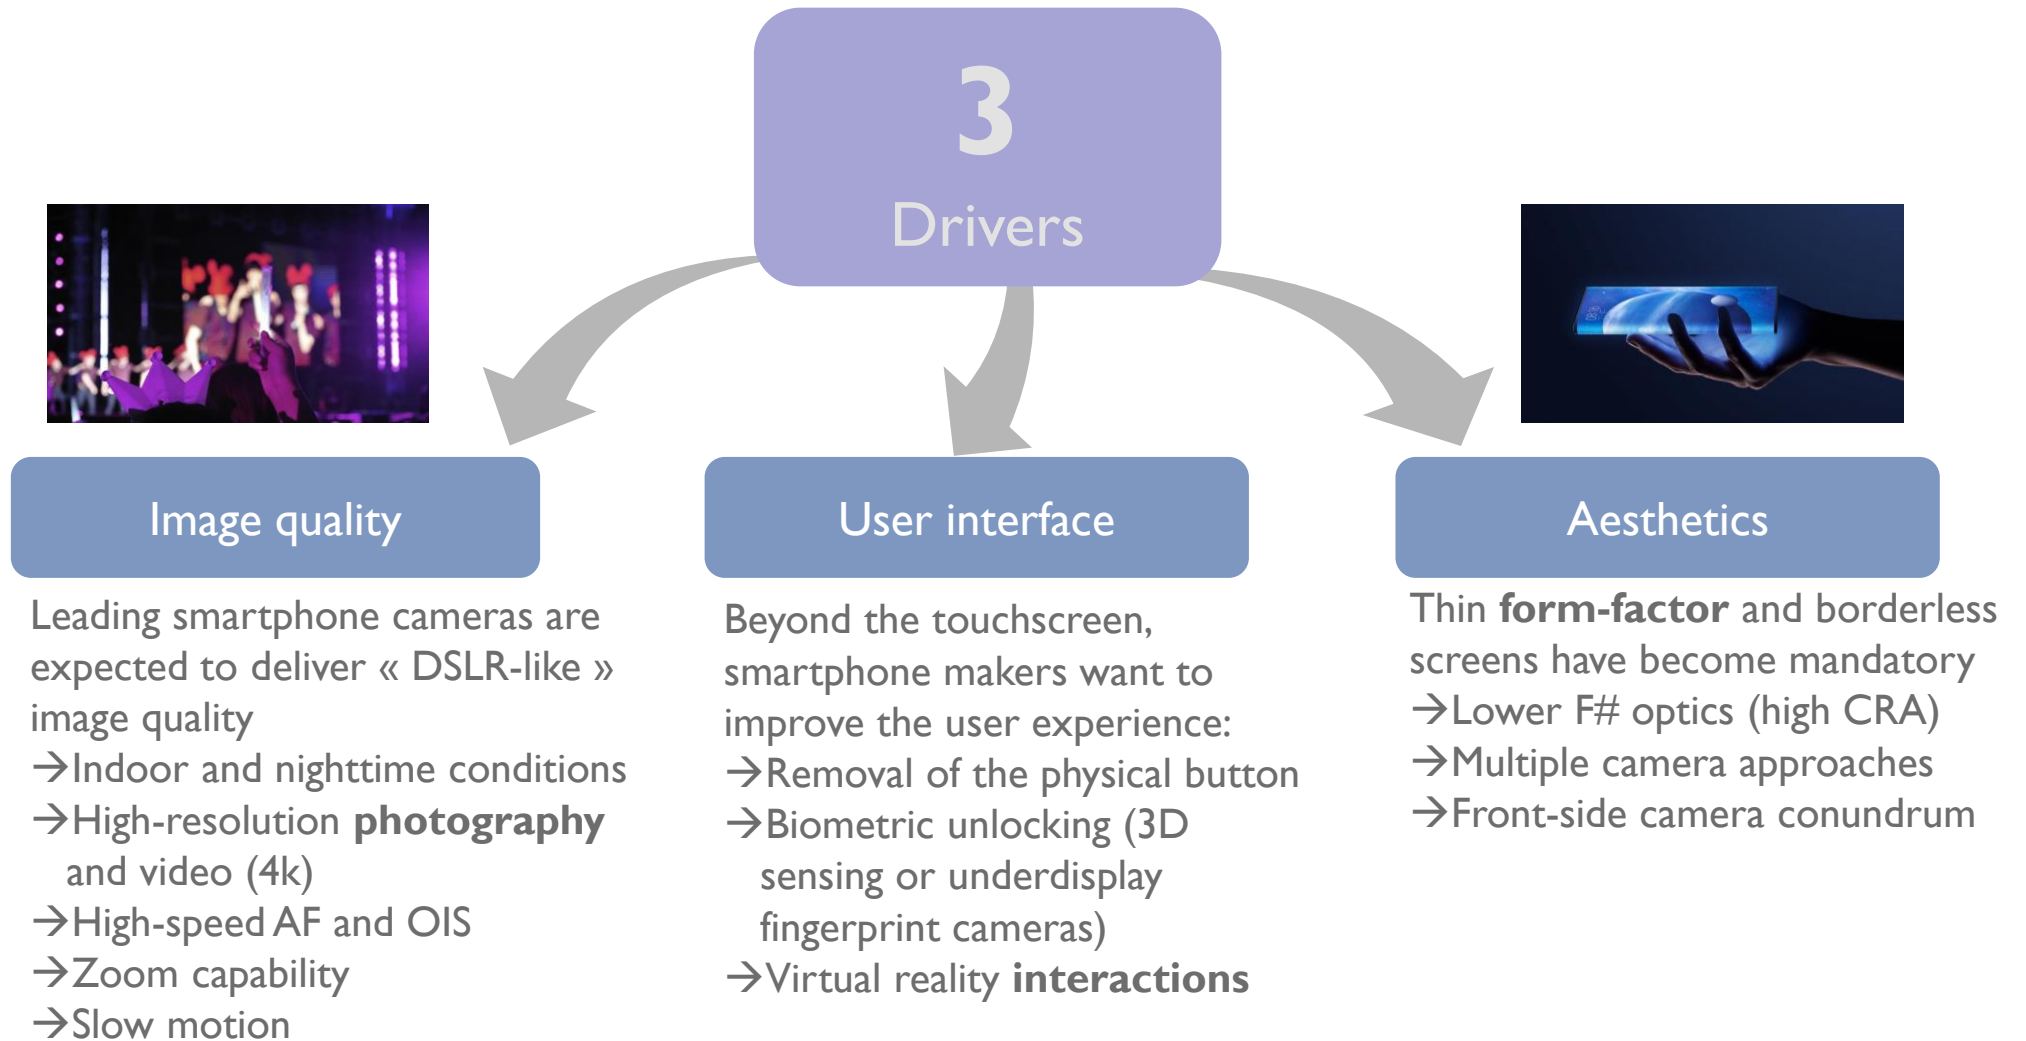 3
Drivers
Image quality
Leading smartphone cameras are
expected to deliver « DSLR-like »
image quality
→Indoor and nighttime conditions
→High-resolution photography
and video (4k)
→High-speed AF and OIS
→Zoom capability
→Slow motion
User interface
Beyond the touchscreen,
smartphone makers want to
improve the user experience:
→Removal of the physical button
→Biometric unlocking (3D
sensing or underdisplay
fingerprint cameras)
→Virtual reality interactions
Aesthetics
Thin form-factor and borderless
screens have become mandatory
→Lower F# optics (high CRA)
→Multiple camera approaches
→Front-side camera conundrum